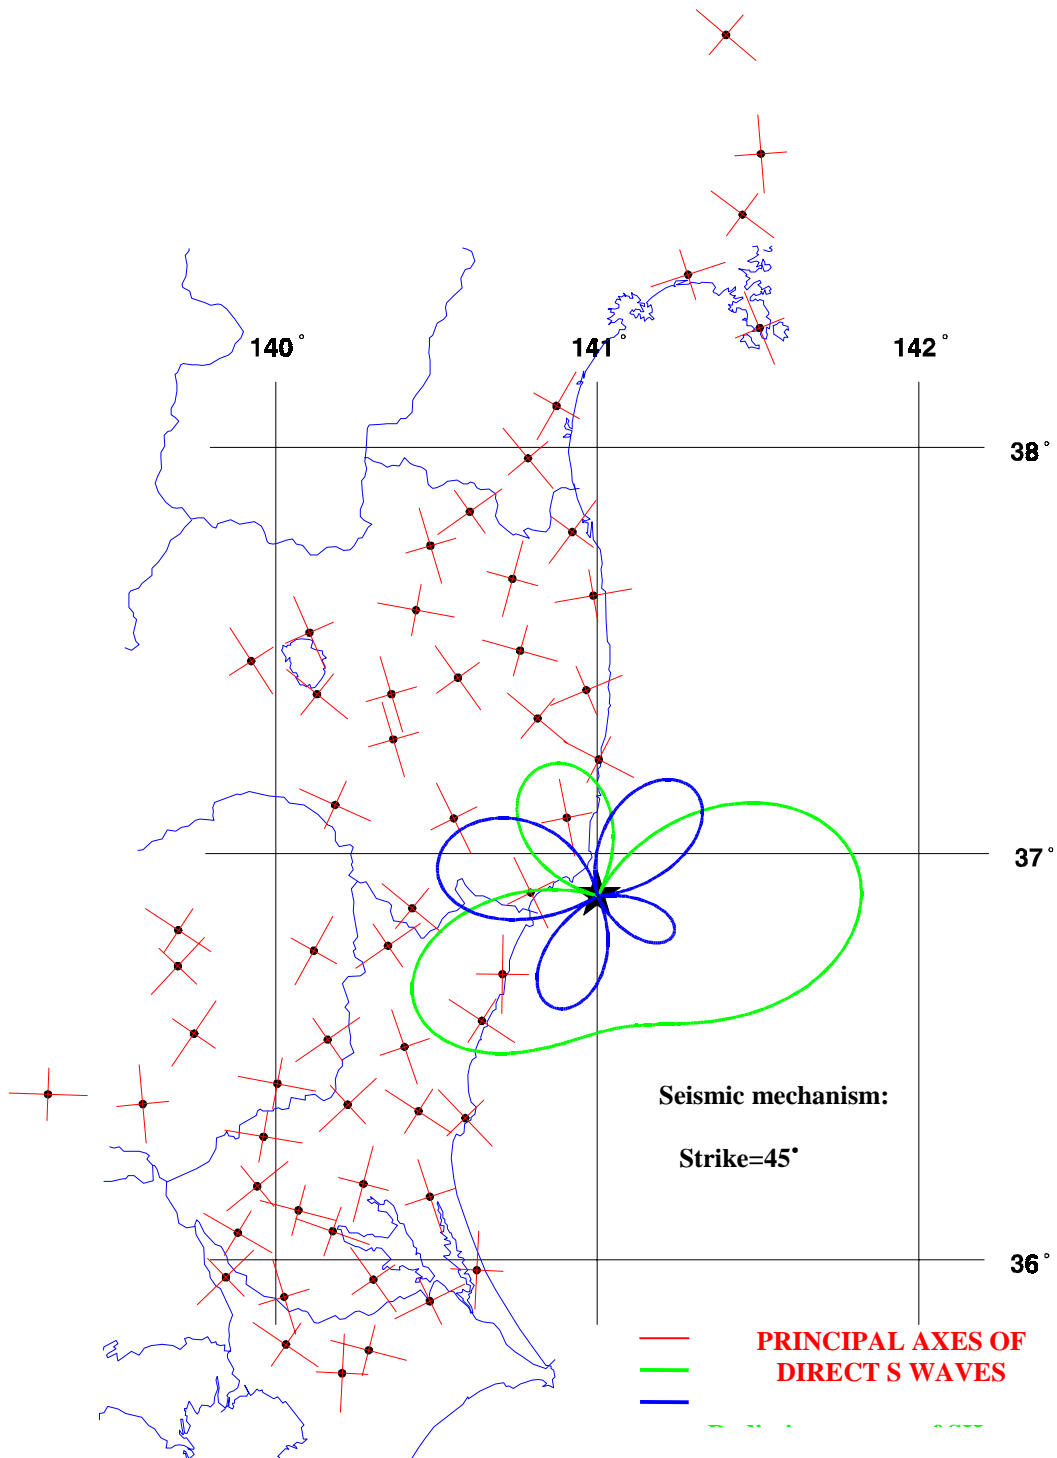 140° 141° 142°
38°
37°
Seismic mechanism:
Strike=45°
36°
PRINCIPAL AXES OF
DIRECT S WAVES